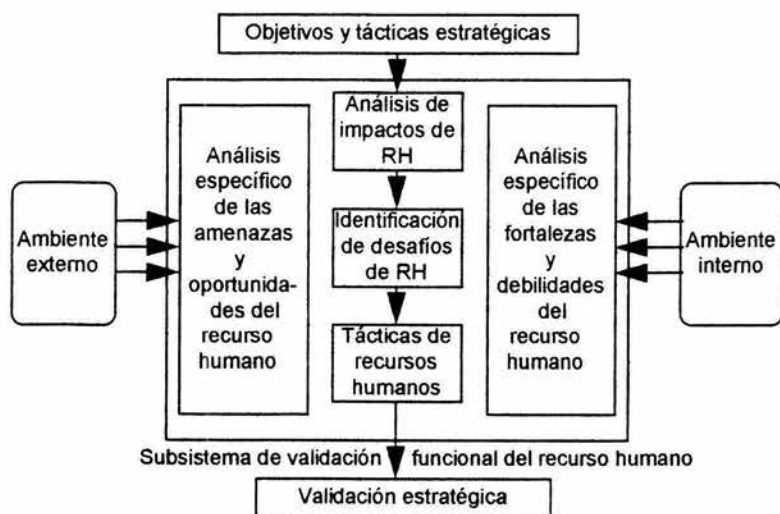 Objetivos y tácticas estratégicas
Ambiente
externo
Análisis
específico
de las
amenazas
y
oportunida-
des del
recurso
humano
Análisis de
impactos de
RH
Identificación
de desafíos
de RH
Tácticas de
recursos
humanos
Análisis
específico
de las
fortalezas
y
debilidades
del
recurso
humano
Ambiente
interno
Subsistema de validación funcional del recurso humano
Validación estratégica